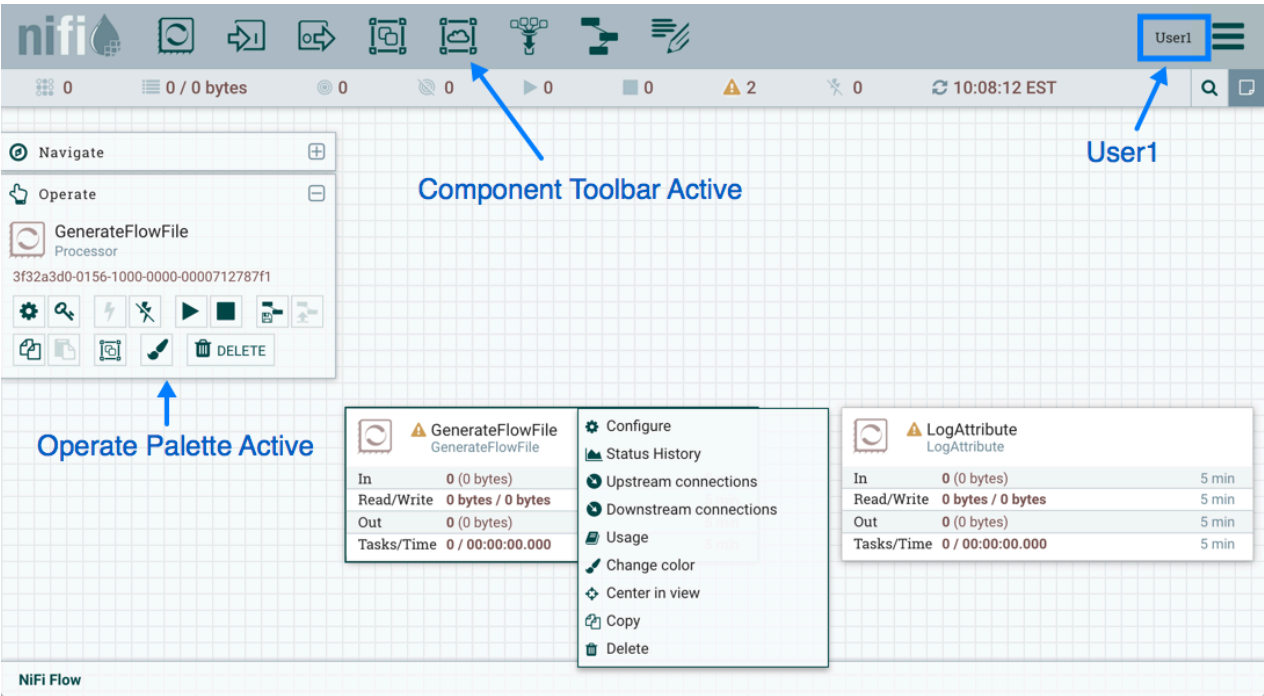 nifi
User1
0
0 / 0 bytes
0
0
0
0
2
0
10:08:12 EST
User1
Component Toolbar Active
Navigate
Operate
GenerateFlowFile
Processor
3f32a3d0-0156-1000-0000-0000712787f1
DELETE
Operate Palette Active
GenerateFlowFile
GenerateFlowFile
In 0 (0 bytes)
Read/Write 0 bytes / 0 bytes
Out 0 (0 bytes)
Tasks/Time 0 / 00:00:00.000
Configure
Status History
Upstream connections
Downstream connections
Usage
Change color
Center in view
Copy
Delete
LogAttribute
LogAttribute
In 0 (0 bytes) 5 min
Read/Write 0 bytes / 0 bytes 5 min
Out 0 (0 bytes) 5 min
Tasks/Time 0 / 00:00:00.000 5 min
NiFi Flow